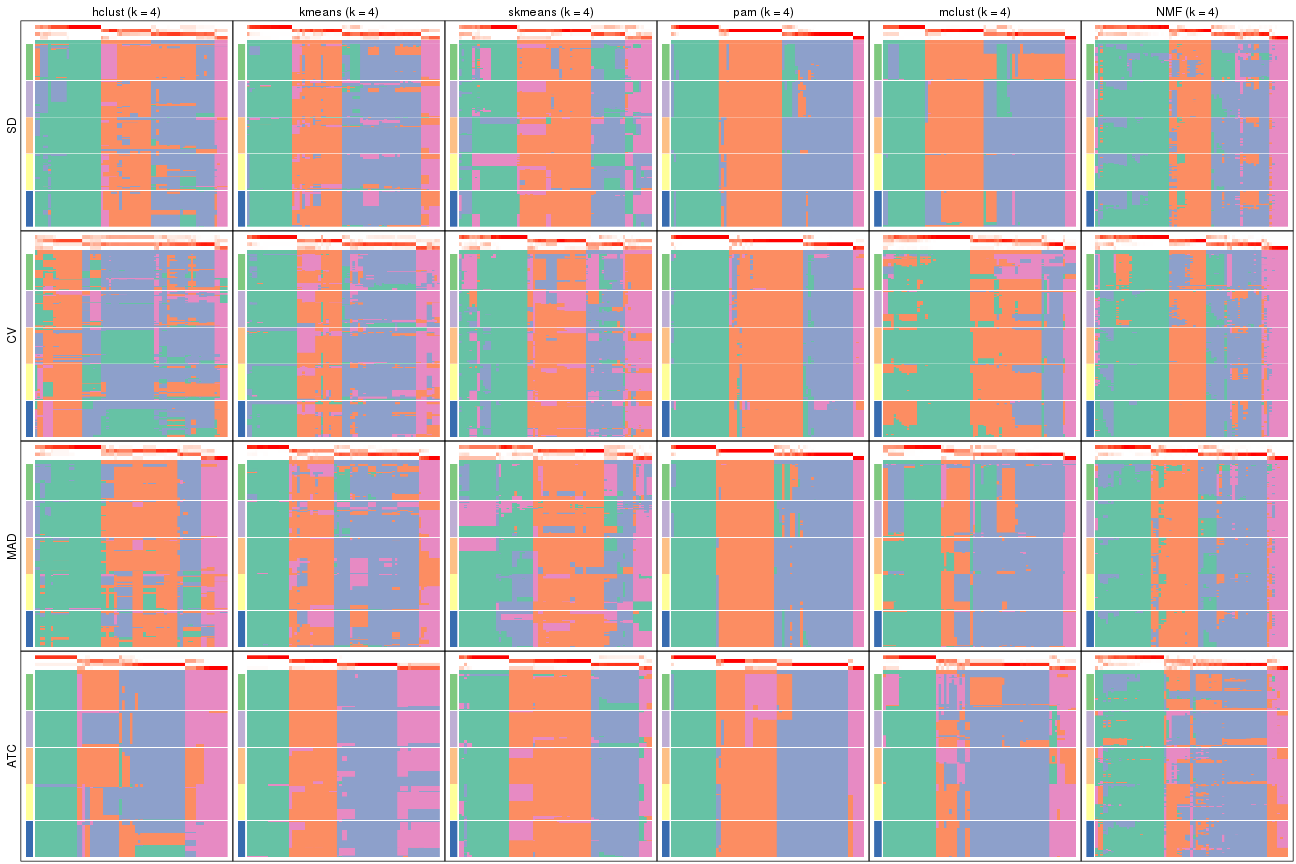 hclust (k = 4) kmeans (k = 4) skmeans (k = 4) pam (k = 4) mclust (k = 4) NMF (k = 4)
SD
CV
MAD
ATC